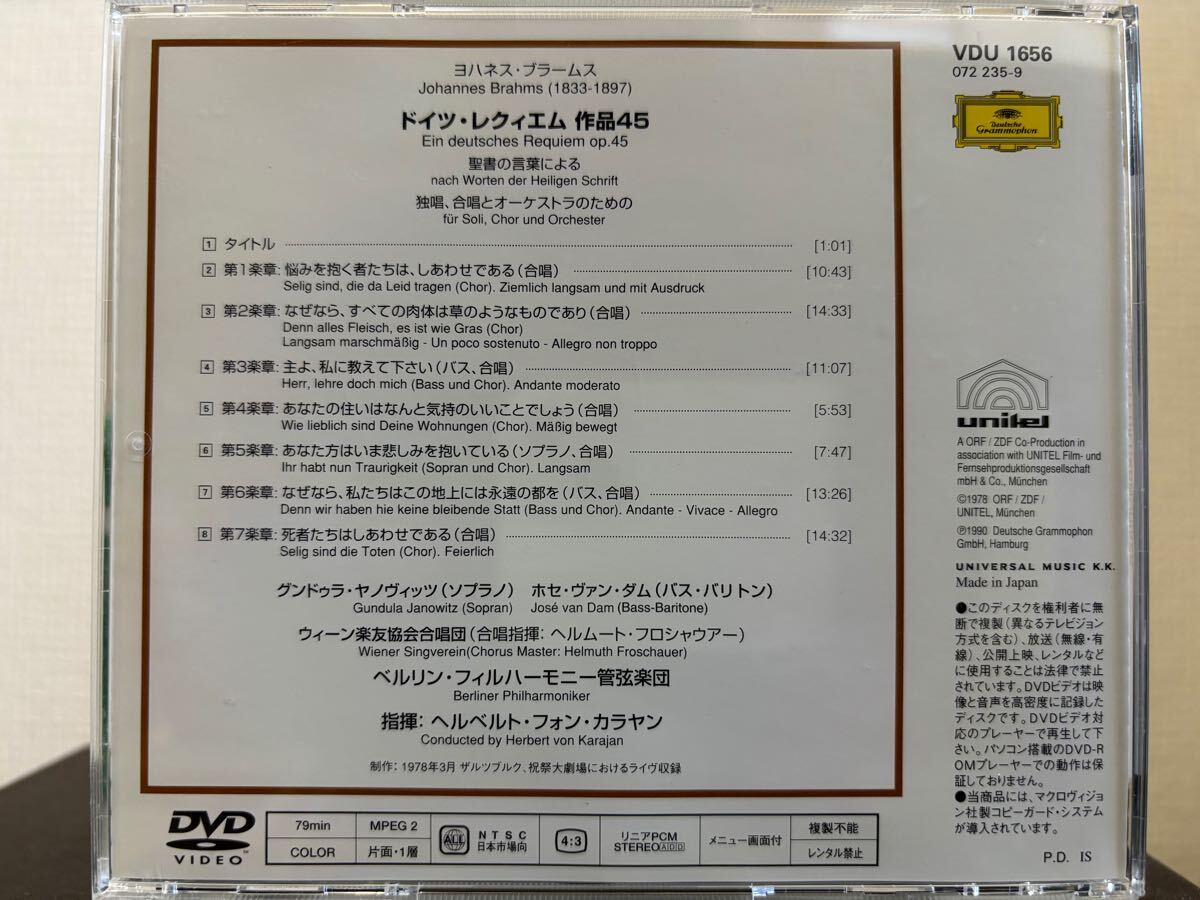 ヨハネス・ブラームス
Johannes Brahms (1833-1897)
ドイツ・レクィエム 作品45
Ein deutsches Requiem op.45
聖書の言葉による
nach Worten der Heiligen Schrift
独唱、合唱とオーケストラのための
für Soli, Chor und Orchester
1 タイトル [1:01]
2 第1楽章: 悩みを抱く者たちは、しあわせである(合唱) [10:43]
Selig sind, die da Leid tragen (Chor). Ziemlich langsam und mit Ausdruck
3 第2楽章: なぜなら、すべての肉体は草のようなものであり(合唱) [14:33]
Denn alles Fleisch, es ist wie Gras (Chor)
Langsam marschmäßig - Un poco sostenuto - Allegro non troppo
4 第3楽章: 主よ、私に教えて下さい(バス、合唱) [11:07]
Herr, lehre doch mich (Bass und Chor). Andante moderato
5 第4楽章: あなたの住いはなんと気持のいいことでしょう(合唱) [5:53]
Wie lieblich sind Deine Wohnungen (Chor). Mäßig bewegt
6 第5楽章: あなた方はいま悲しみを抱いている(ソプラノ、合唱) [7:47]
Ihr habt nun Traurigkeit (Sopran und Chor). Langsam
7 第6楽章: なぜなら、私たちはこの地上には永遠の都を(バス、合唱) [13:26]
Denn wir haben hie keine bleibende Statt (Bass und Chor). Andante - Vivace - Allegro
8 第7楽章: 死者たちはしあわせである(合唱) [14:32]
Selig sind die Toten (Chor). Feierlich
グンドゥラ・ヤノヴィッツ(ソプラノ) ホセ・ヴァン・ダム(バス・バリトン)
Gundula Janowitz (Sopran) José van Dam (Bass-Baritone)
ウィーン楽友協会合唱団(合唱指揮: ヘルムート・フロシャウアー)
Wiener Singverein(Chorus Master: Helmuth Froschauer)
ベルリン・フィルハーモニー管弦楽団
Berliner Philharmoniker
指揮: ヘルベルト・フォン・カラヤン
Conducted by Herbert von Karajan
制作: 1978年3月 ザルツブルク、祝祭大劇場におけるライヴ収録
VDU 1656
072 235-9
Deutsche
Grammophon
unitel
A ORF / ZDF Co-Production in
association with UNITEL Film- und
Fernsehproduktionsgesellschaft
mbH & Co., München
©1978 ORF / ZDF /
UNITEL, München
℗1990 Deutsche Grammophon
GmbH, Hamburg
UNIVERSAL MUSIC K.K.
Made in Japan
●このディスクを権利者に無
断で複製(異なるテレビジョン
方式を含む)、放送(無線・有
線)、公開上映、レンタルなど
に使用することは法律で禁止
されています。DVDビデオは映
像と音声を高密度に記録した
ディスクです。DVDビデオ対
応のプレーヤーで再生して下
さい。パソコン搭載のDVD-R
OMプレーヤーでの動作は保
証しておりません。
●当商品には、マクロヴィジョ
ン社製コピーガード・システム
が導入されています。
P.D. IS
DVD
VIDEO™
79min
COLOR
MPEG 2
片面・1層
ALL
NTSC
日本市場向
4:3
リニアPCM
STEREO ADD
メニュー画面付
複製不能
レンタル禁止